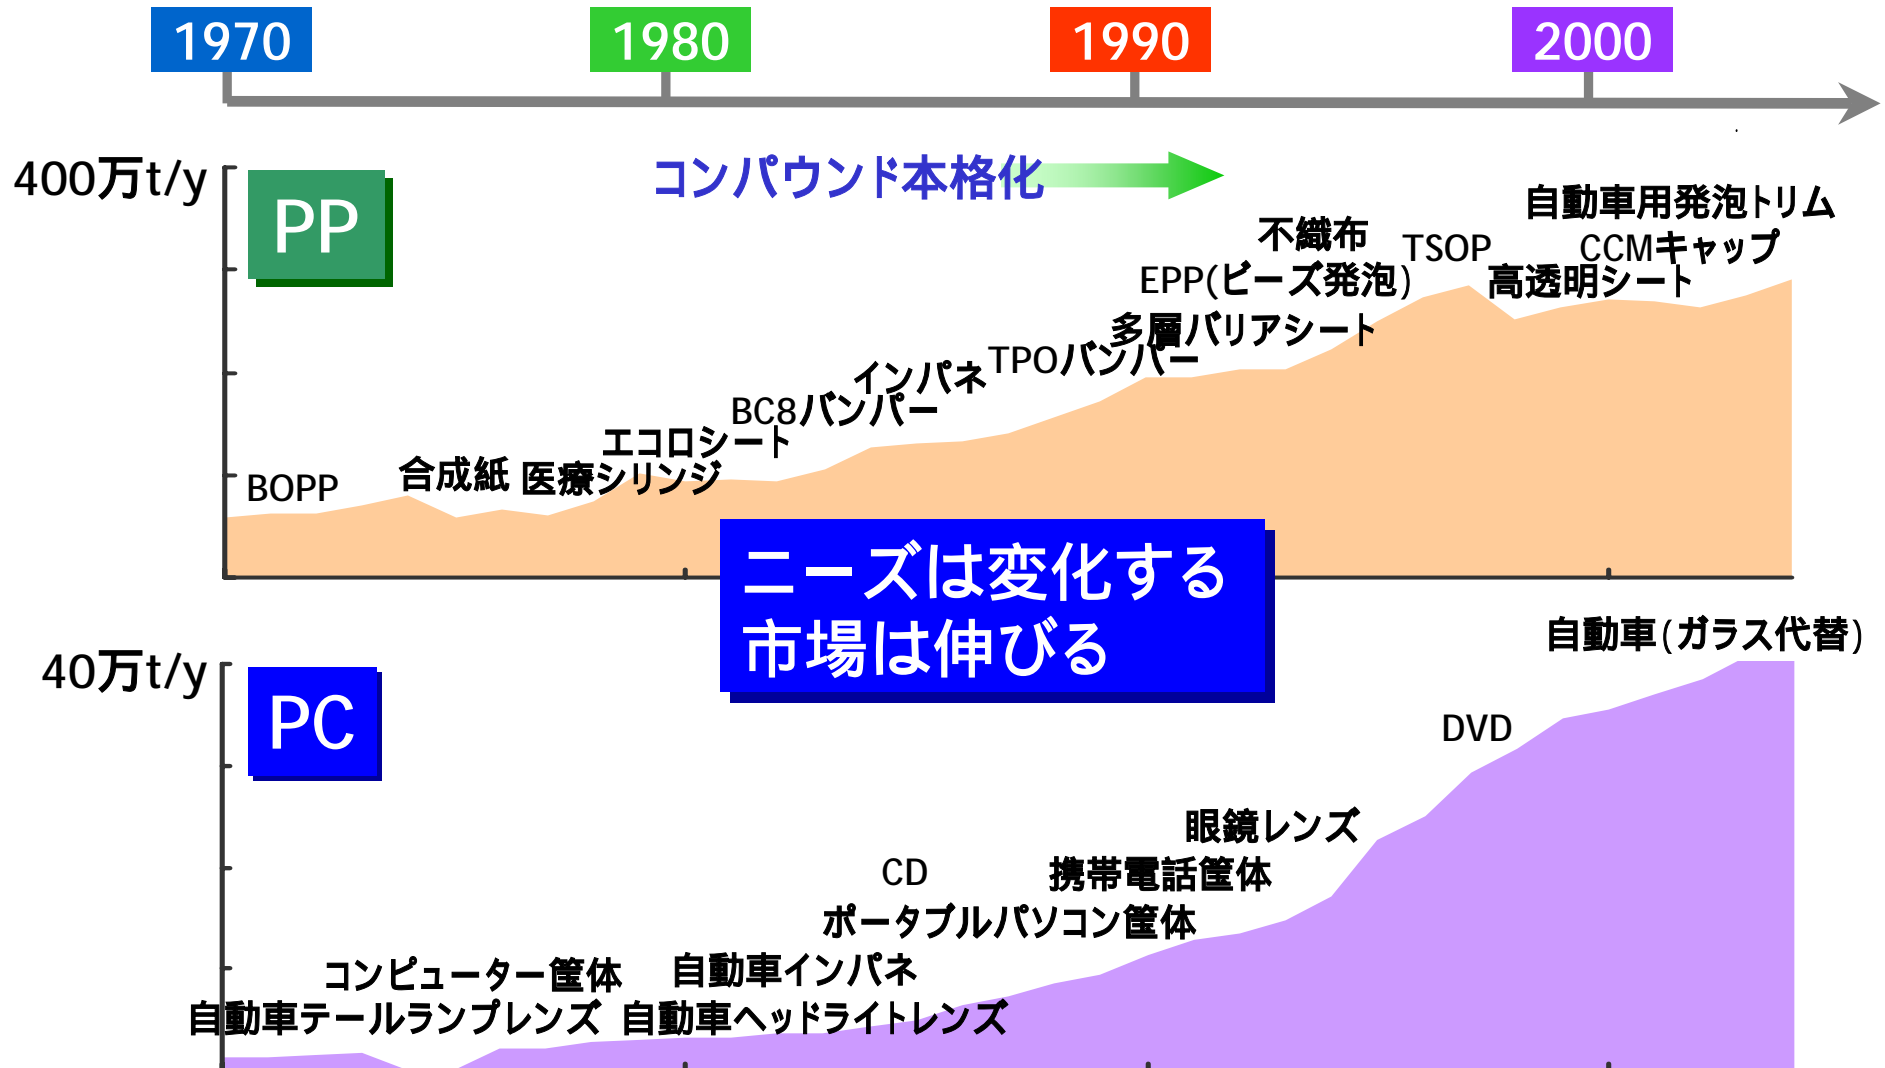 1970
1980
1990
2000
400万t/y
PP
コンパウンド本格化
自動車用発泡トリム
不織布
TSOP
CCMキャップ
EPP(ビーズ発泡)
高透明シート
多層バリアシート
TPOバンパー
インパネ
BC8バンパー
エコロシート
BOPP
合成紙
医療シリンジ
ニーズは変化する
市場は伸びる
40万t/y
PC
自動車(ガラス代替)
DVD
眼鏡レンズ
CD
携帯電話筐体
ポータブルパソコン筐体
コンピューター筐体
自動車インパネ
自動車テールランプレンズ
自動車ヘッドライトレンズ